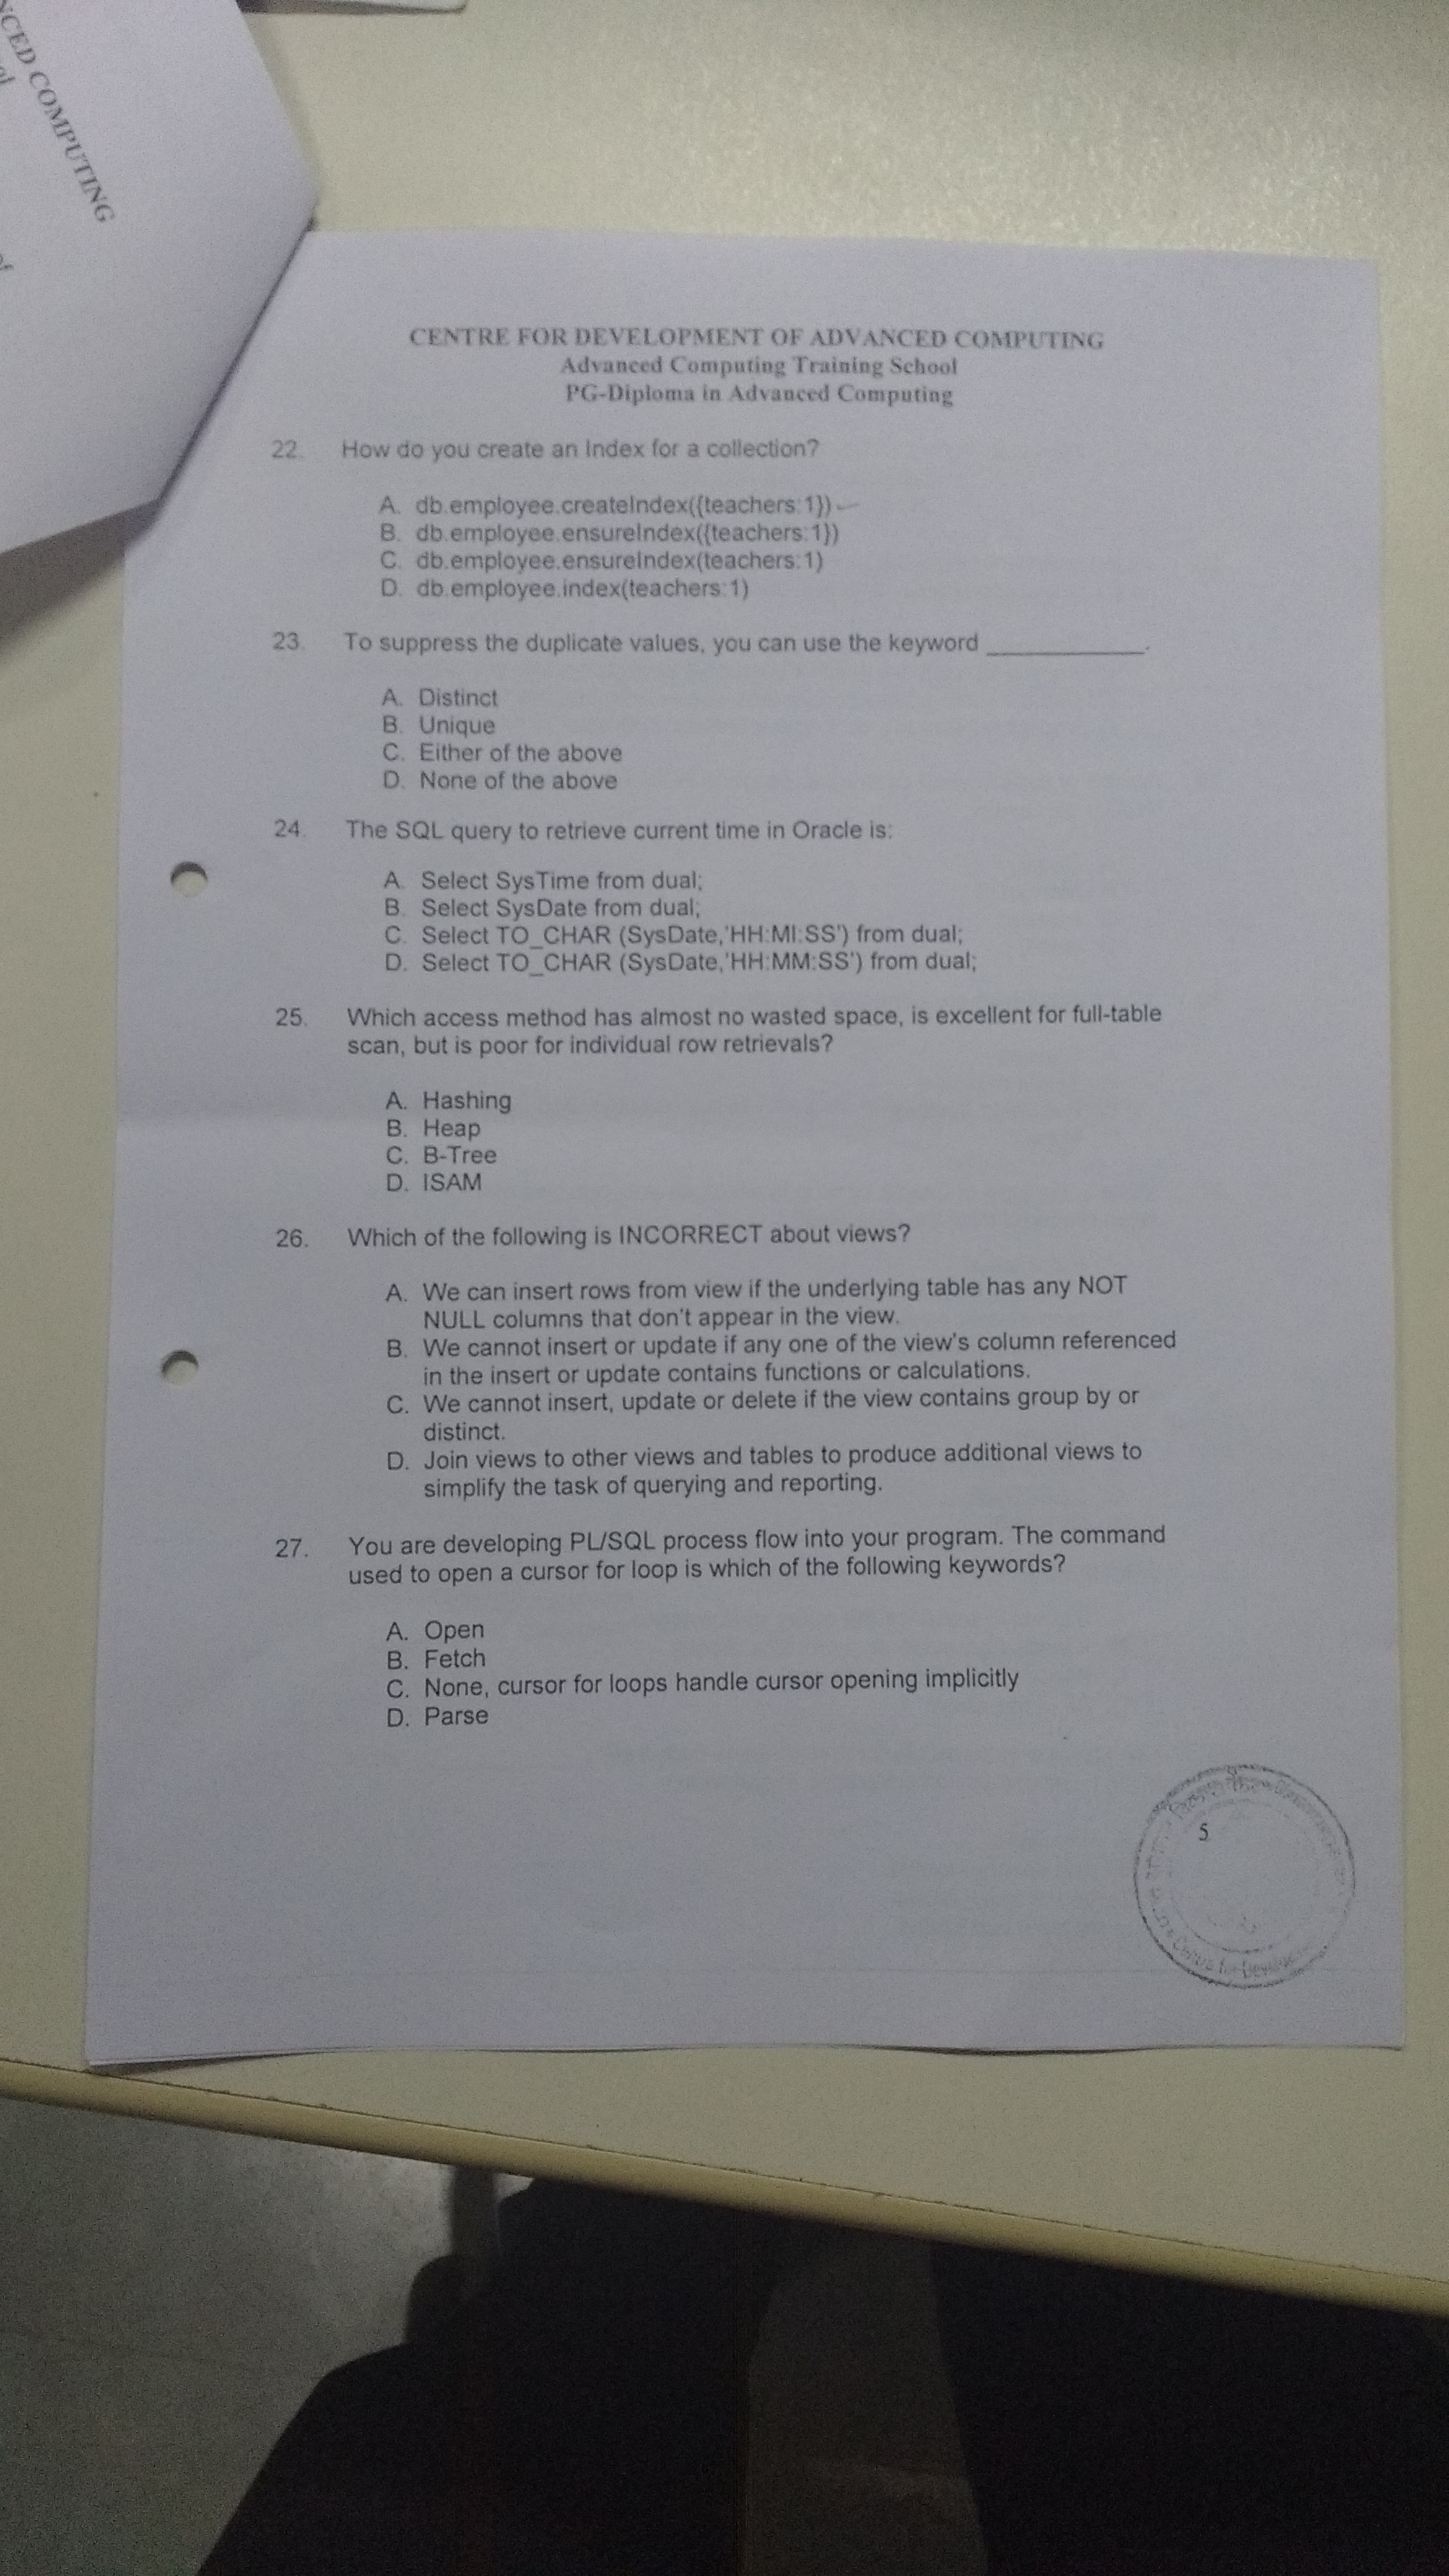 CED COMPUTING
ol
of
CENTRE FOR DEVELOPMENT OF ADVANCED COMPUTING
Advanced Computing Training School
PG-Diploma in Advanced Computing
22. How do you create an Index for a collection?
A. db.employee.createIndex({teachers:1})
B. db.employee.ensureIndex({teachers:1})
C. db.employee.ensureIndex(teachers:1)
D. db.employee.index(teachers:1)
23. To suppress the duplicate values, you can use the keyword ____________.
A. Distinct
B. Unique
C. Either of the above
D. None of the above
24. The SQL query to retrieve current time in Oracle is:
A. Select SysTime from dual;
B. Select SysDate from dual;
C. Select TO_CHAR (SysDate,'HH:MI:SS') from dual;
D. Select TO_CHAR (SysDate,'HH:MM:SS') from dual;
25. Which access method has almost no wasted space, is excellent for full-table
scan, but is poor for individual row retrievals?
A. Hashing
B. Heap
C. B-Tree
D. ISAM
26. Which of the following is INCORRECT about views?
A. We can insert rows from view if the underlying table has any NOT
NULL columns that don't appear in the view.
B. We cannot insert or update if any one of the view's column referenced
in the insert or update contains functions or calculations.
C. We cannot insert, update or delete if the view contains group by or
distinct.
D. Join views to other views and tables to produce additional views to
simplify the task of querying and reporting.
27. You are developing PL/SQL process flow into your program. The command
used to open a cursor for loop is which of the following keywords?
A. Open
B. Fetch
C. None, cursor for loops handle cursor opening implicitly
D. Parse
5
Centre for